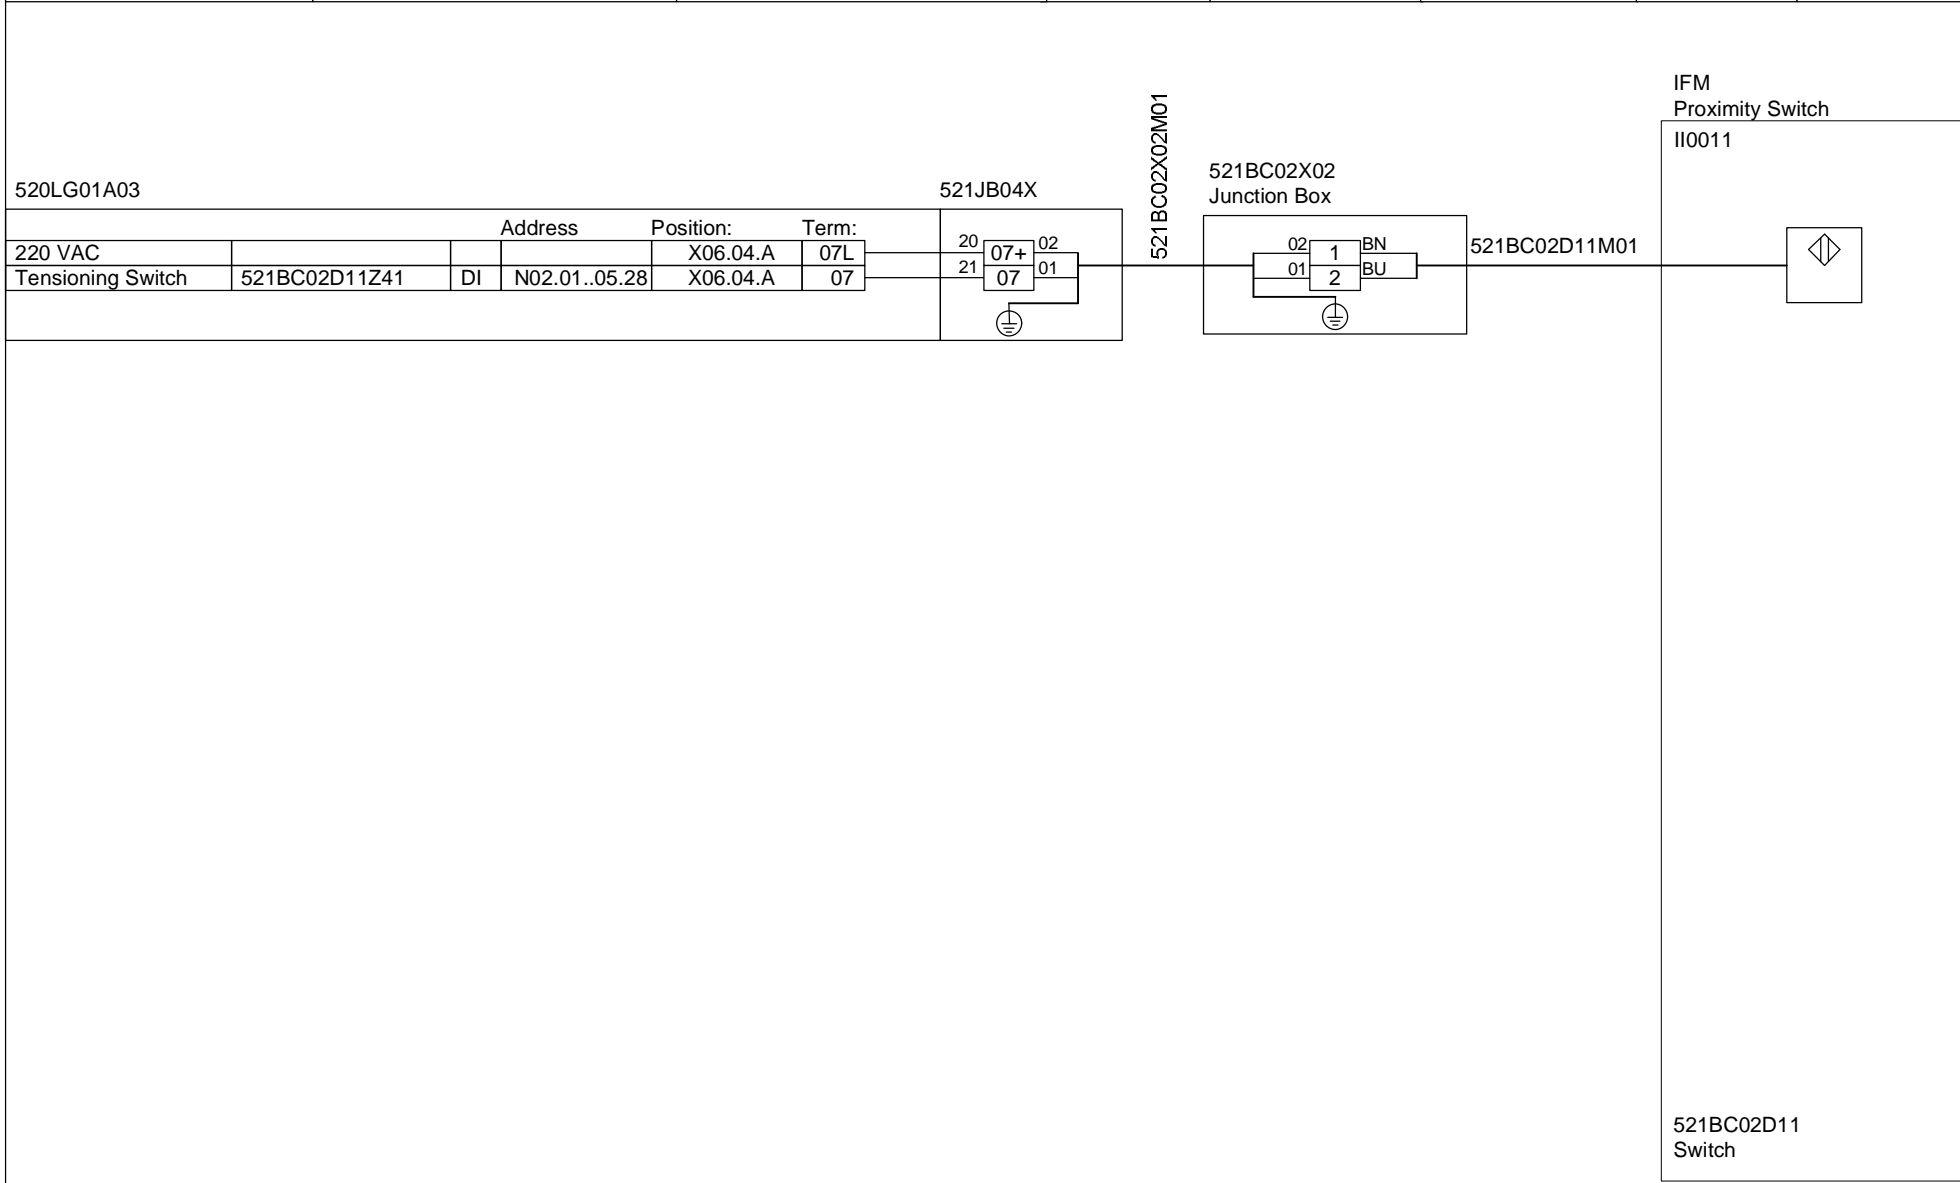 IFM
Proximity Switch
II0011
521BC02X02M01
521BC02X02
Junction Box
520LG01A03
521JB04X
Address Position: Term:
220 VAC X06.04.A 07L
20 07+ 02
02 1 BN
521BC02D11M01
Tensioning Switch 521BC02D11Z41 DI N02.01..05.28 X06.04.A 07
21 07 01
01 2 BU
521BC02D11
Switch